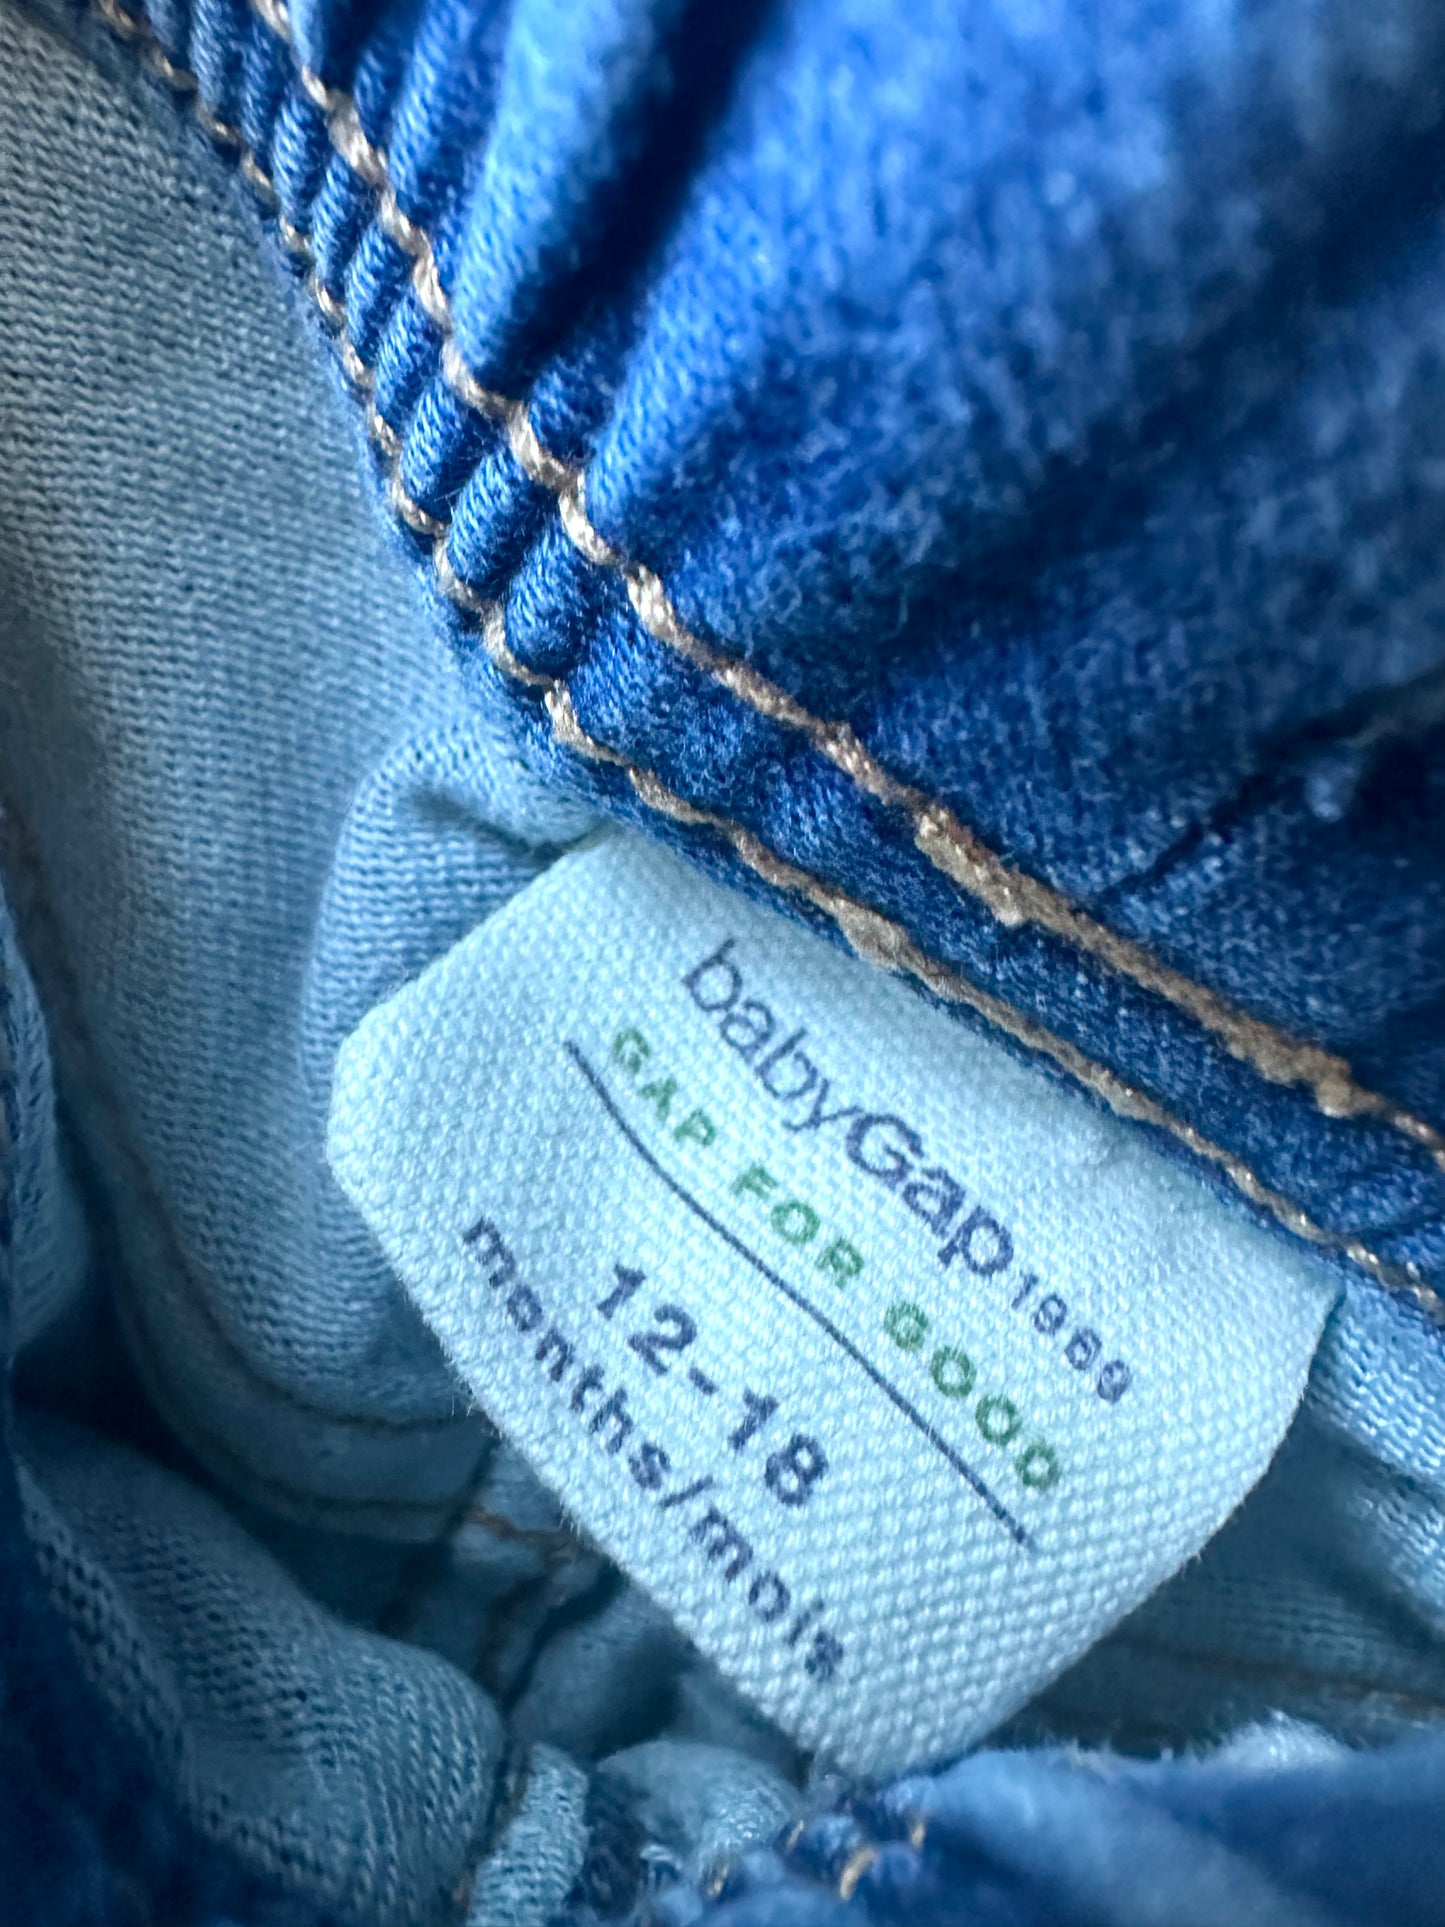 babyGap 1969
GAP FOR GOOD
12-18
months/mois